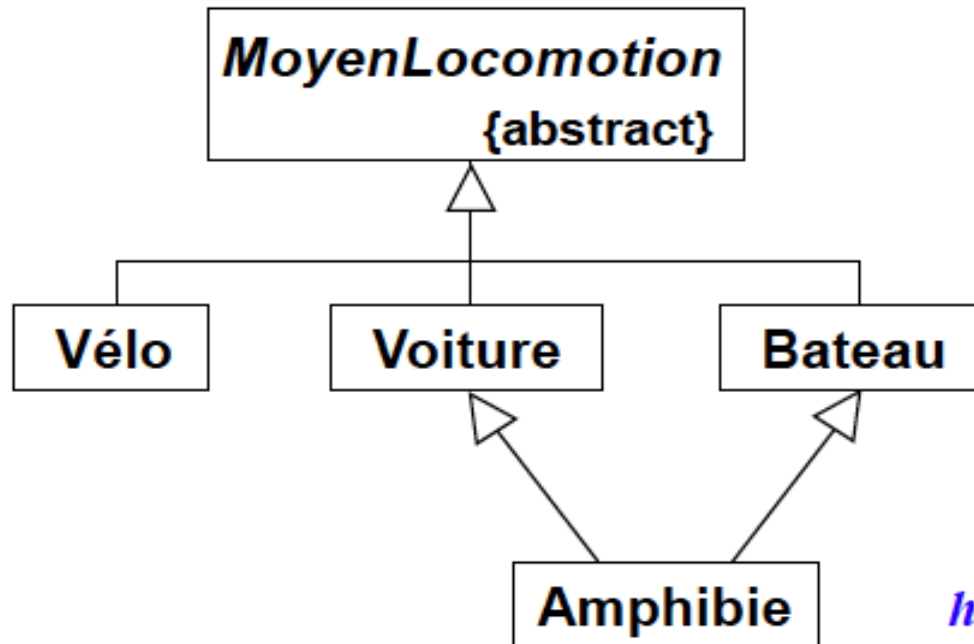 MoyenLocomotion
{abstract}
Vélo
Voiture
Bateau
Amphibie
h